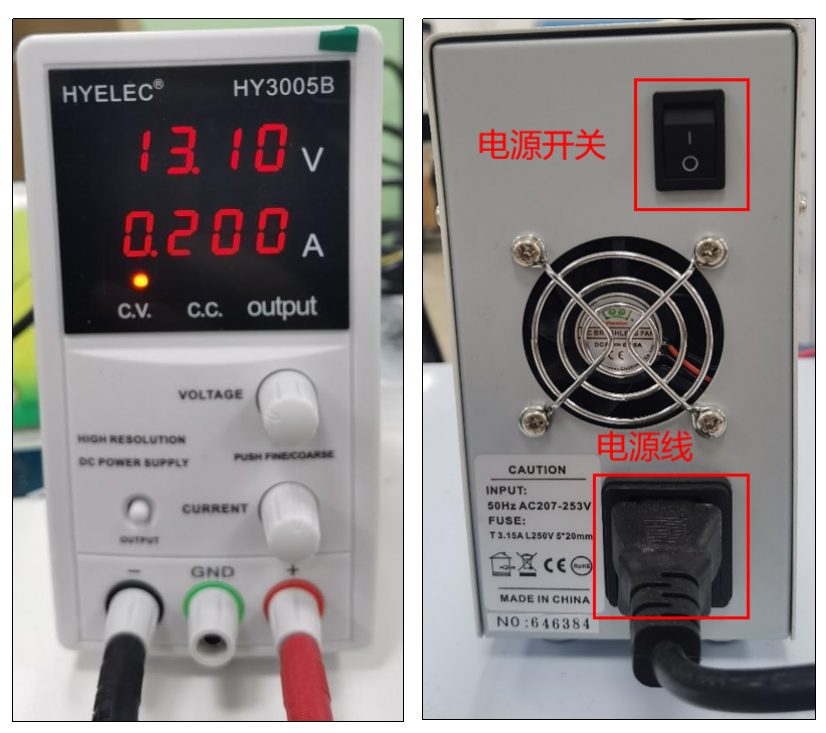 HYELEC® HY3005B
13.10 V
0.200 A
C.V. C.C. output
VOLTAGE
HIGH RESOLUTION
DC POWER SUPPLY
PUSH FINE/COARSE
CURRENT
OUTPUT
− GND +
电源开关
电源线
CAUTION
INPUT:
50Hz AC207-253V
FUSE:
T 3.15A L250V 5*20mm
CE RoHS
MADE IN CHINA
NO:646384